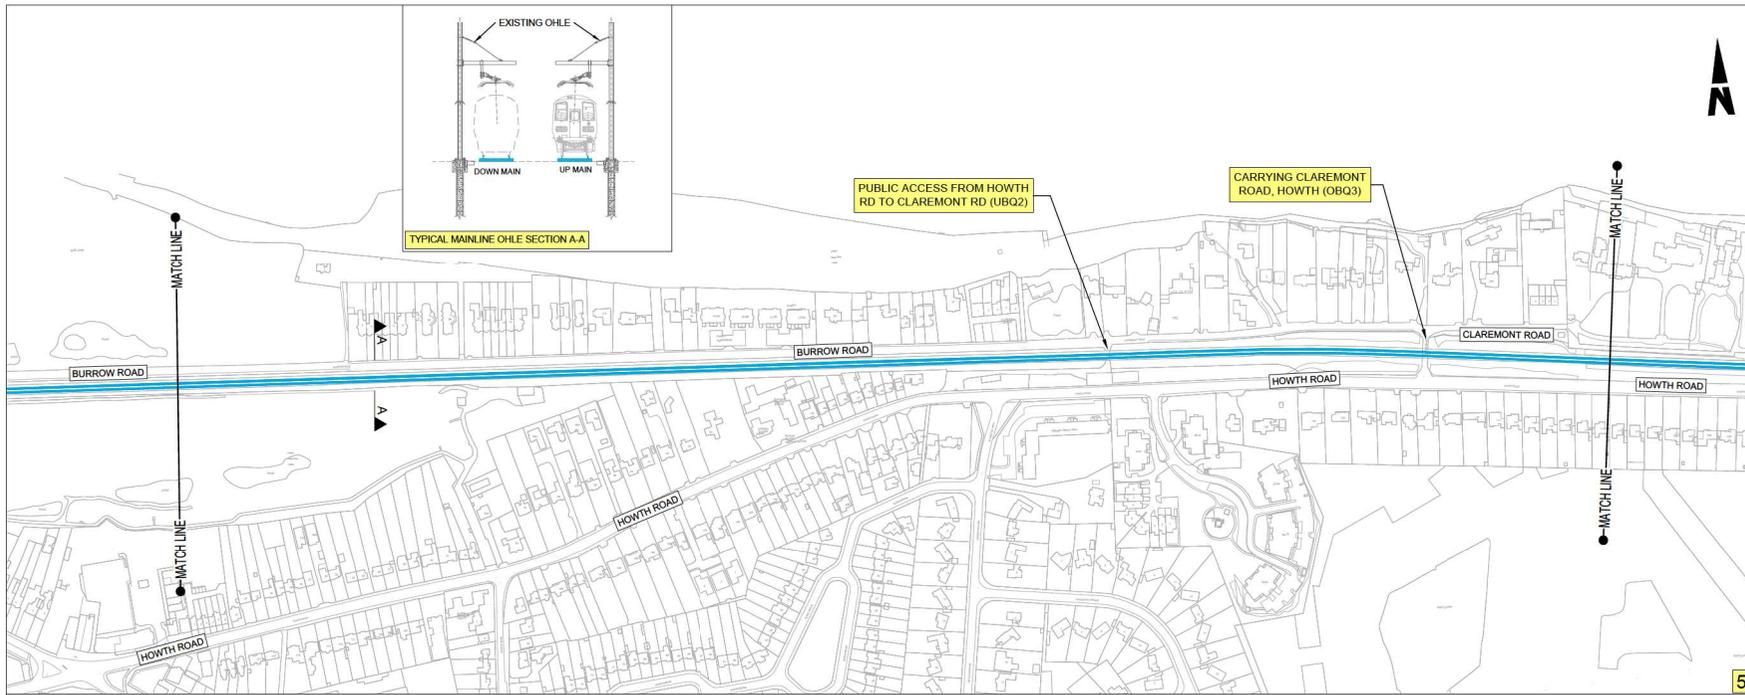 EXISTING OHLE
DOWN MAIN
UP MAIN
TYPICAL MAINLINE OHLE SECTION A-A
N
PUBLIC ACCESS FROM HOWTH
RD TO CLAREMONT RD (UBQ2)
CARRYING CLAREMONT
ROAD, HOWTH (OBQ3)
MATCH LINE
MATCH LINE
A
BURROW ROAD
BURROW ROAD
CLAREMONT ROAD
HOWTH ROAD
HOWTH ROAD
A
HOWTH ROAD
MATCH LINE
MATCH LINE
HOWTH ROAD
5